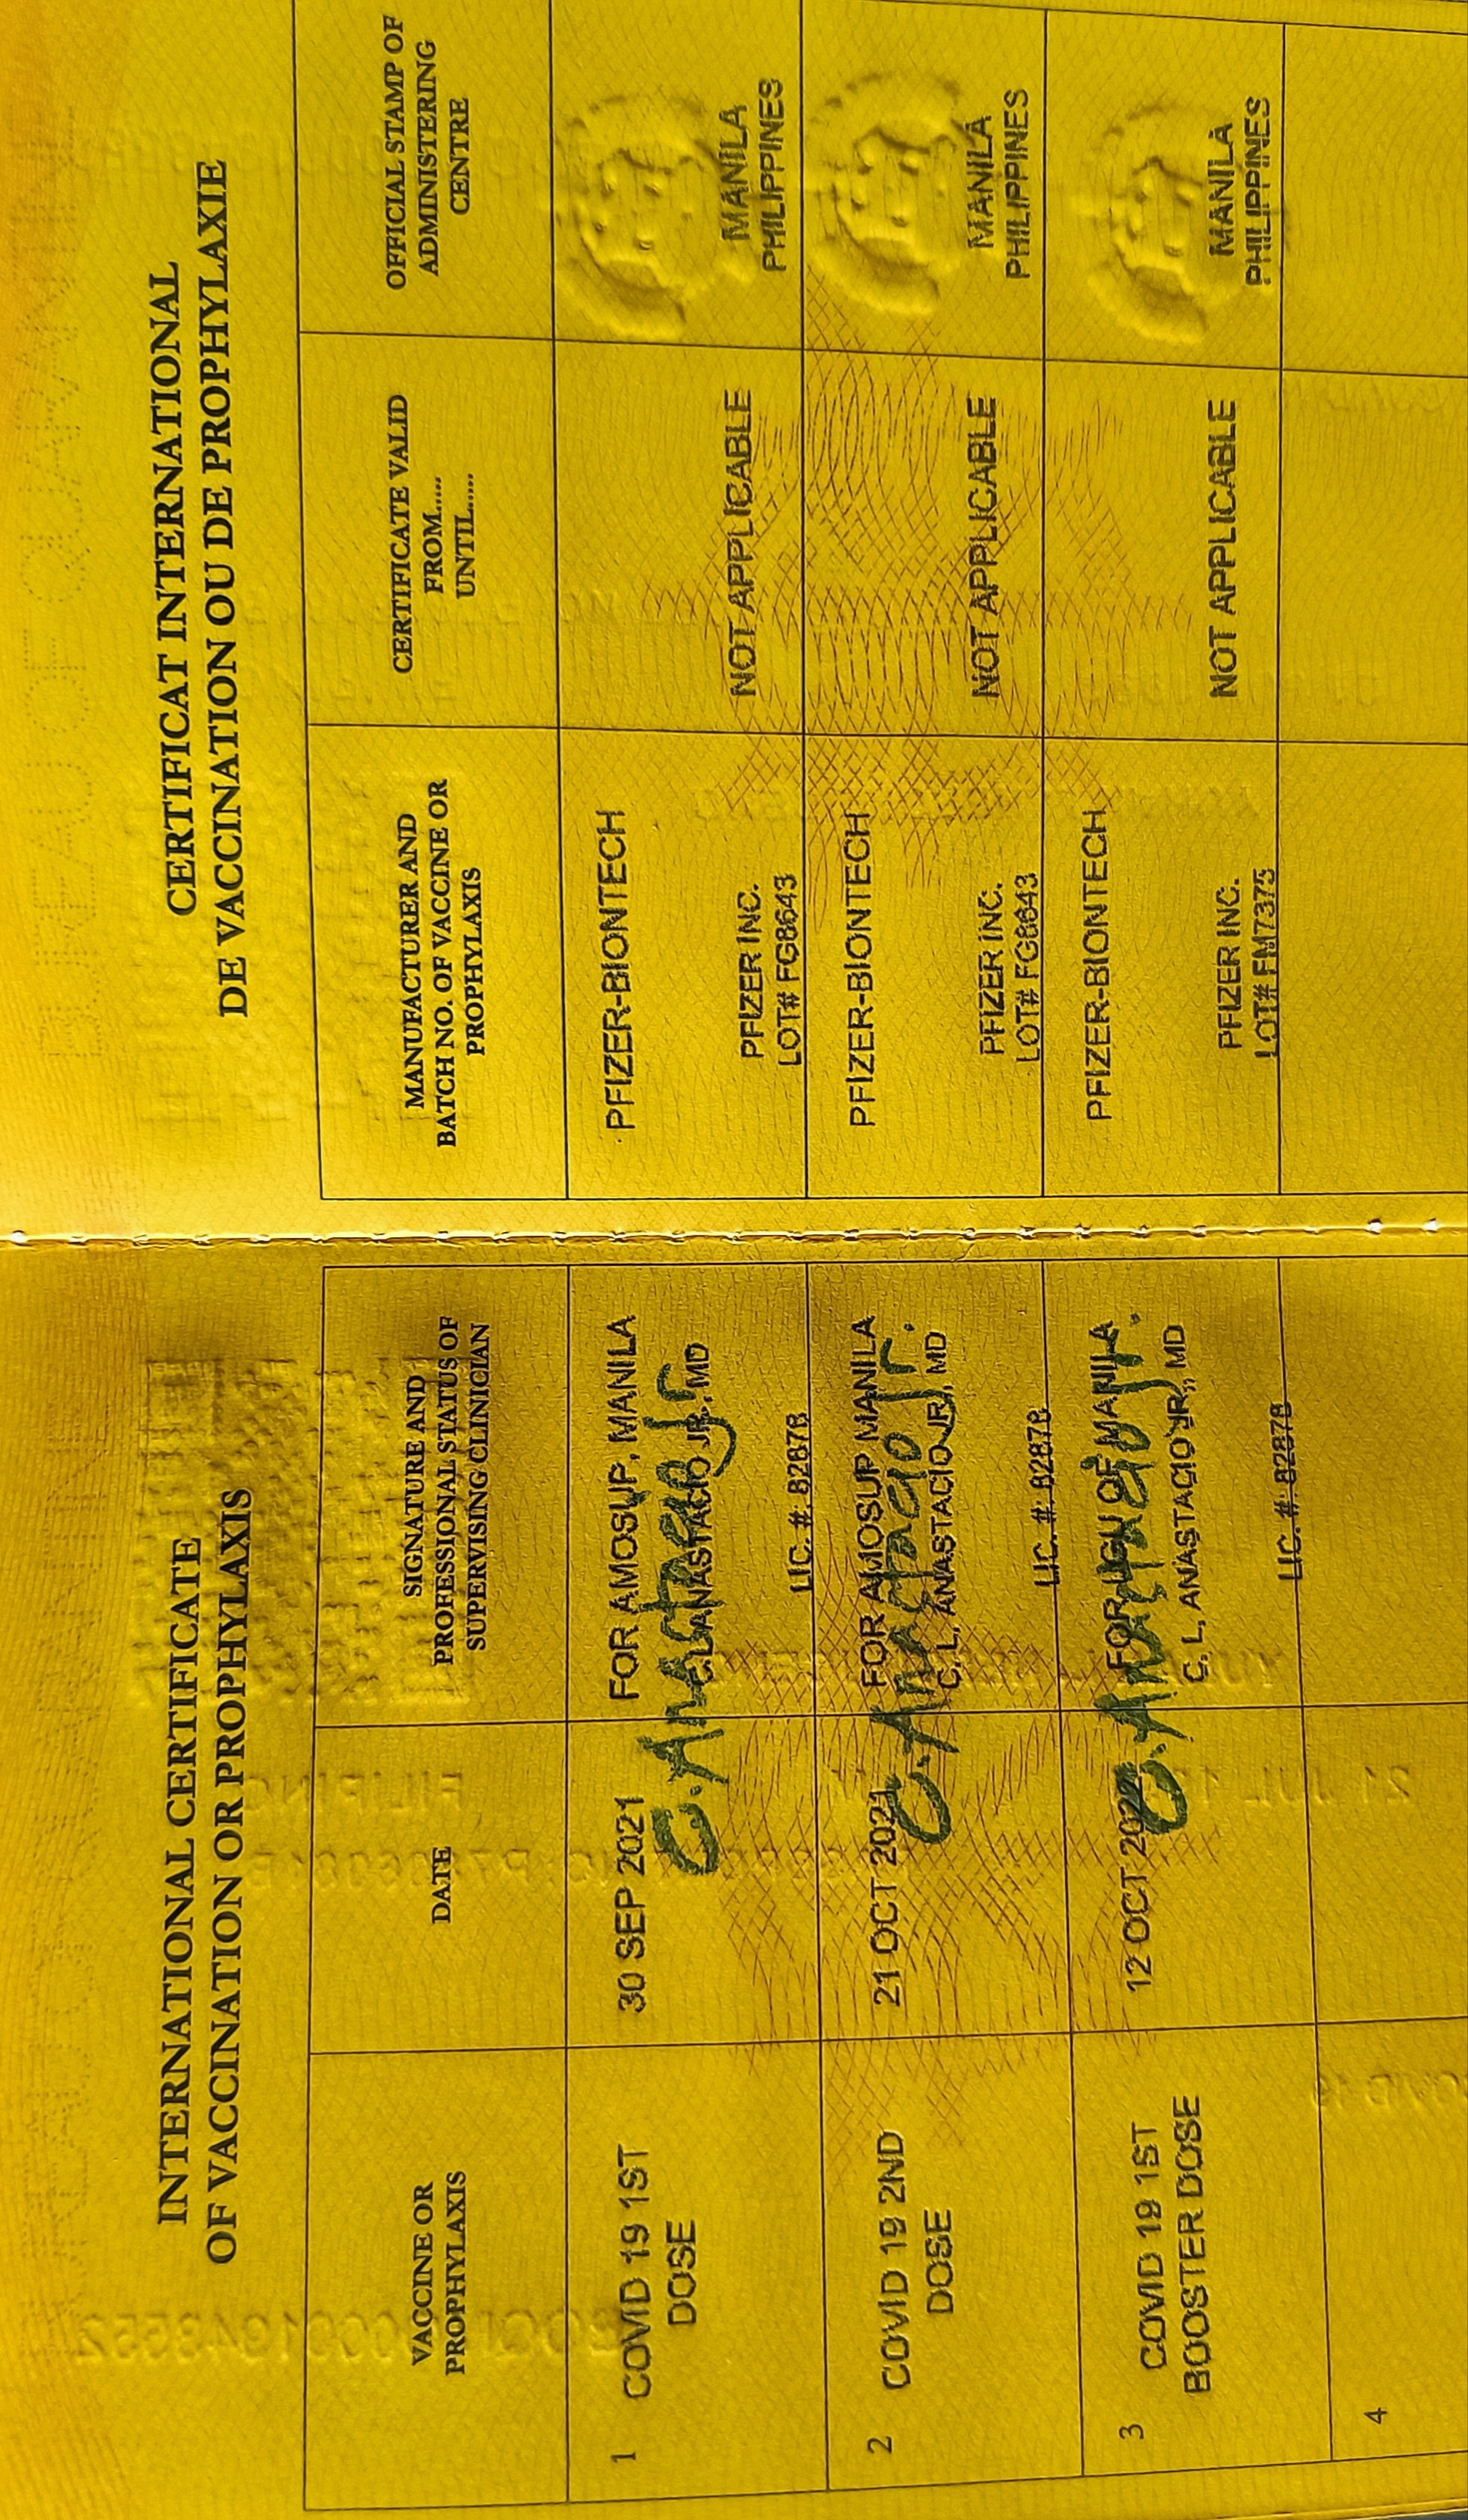 INTERNATIONAL CERTIFICATE
OF VACCINATION OR PROPHYLAXIS
VACCINE OR
PROPHYLAXIS
DATE
SIGNATURE AND
PROFESSIONAL STATUS OF
SUPERVISING CLINICIAN
1
COVID 19 1ST
DOSE
30 SEP 2021
FOR AMOSUP, MANILA
C. Anastacio Jr.
C. L. ANASTACIO JR., MD
LIC. #: 82878
2
COVID 19 2ND
DOSE
21 OCT 2021
FOR AMOSUP MANILA
C. Anastacio Jr.
C. L. ANASTACIO JR., MD
LIC. #: 82878
3
COVID 19 1ST
BOOSTER DOSE
12 OCT 2022
FOR LGU OF MANILA
C. Anastacio Jr.
C. L. ANASTACIO JR., MD
LIC. #: 82878
4
CERTIFICAT INTERNATIONAL
DE VACCINATION OU DE PROPHYLAXIE
MANUFACTURER AND
BATCH NO. OF VACCINE OR
PROPHYLAXIS
CERTIFICATE VALID
FROM.....
UNTIL.....
OFFICIAL STAMP OF
ADMINISTERING
CENTRE
PFIZER-BIONTECH
PFIZER INC.
LOT# FG8643
NOT APPLICABLE
MANILA
PHILIPPINES
PFIZER-BIONTECH
PFIZER INC.
LOT# FG8643
NOT APPLICABLE
MANILA
PHILIPPINES
PFIZER-BIONTECH
PFIZER INC.
LOT# FM7375
NOT APPLICABLE
MANILA
PHILIPPINES